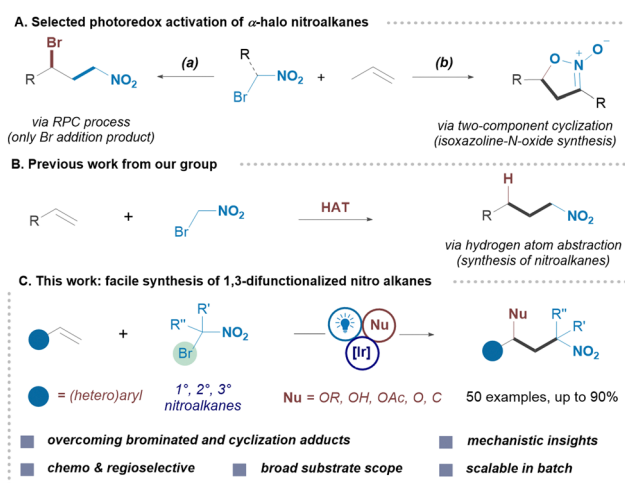 A. Selected photoredox activation of α-halo nitroalkanes
Br
R
NO₂
(a)
R
NO₂
Br
+
(b)
O
N
+
O
−
R
R
via RPC process
(only Br addition product)
via two-component cyclization
(isoxazoline-N-oxide synthesis)
B. Previous work from our group
R
+
Br
NO₂
HAT
H
R
NO₂
via hydrogen atom abstraction
(synthesis of nitroalkanes)
C. This work: facile synthesis of 1,3-difunctionalized nitro alkanes
+
R'
R''
NO₂
Br
Nu
[Ir]
Nu
R''
R'
NO₂
= (hetero)aryl
1°, 2°, 3°
nitroalkanes
Nu = OR, OH, OAc, O, C
50 examples, up to 90%
overcoming brominated and cyclization adducts
mechanistic insights
chemo & regioselective
broad substrate scope
scalable in batch